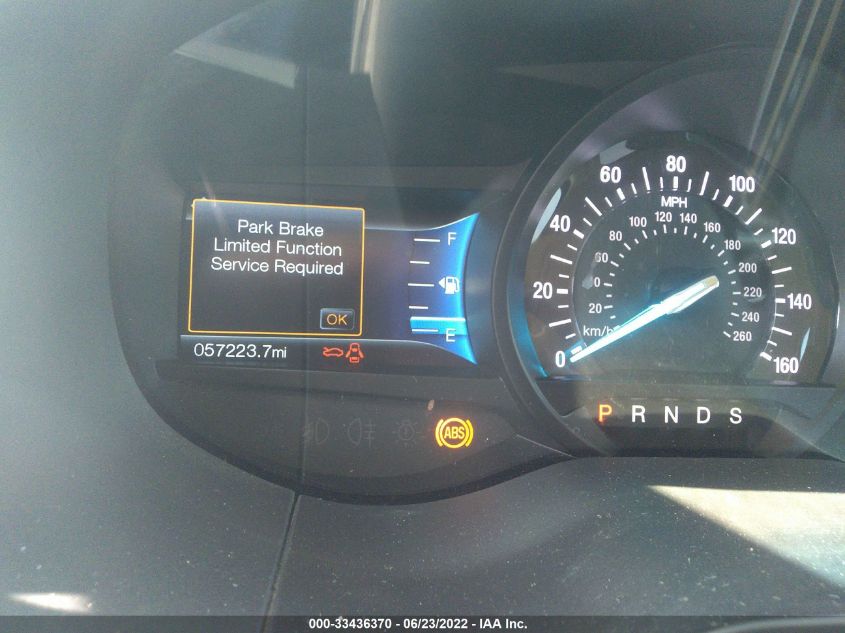 Park Brake
Limited Function
Service Required
OK
F
E
057223.7mi
ABS
0 20 40 60 80 100 120 140 160
MPH
20 60 80 100 120 140 160 180 200 220 240 260
km/h
P R N D S
000-33436370 - 06/23/2022 - IAA Inc.